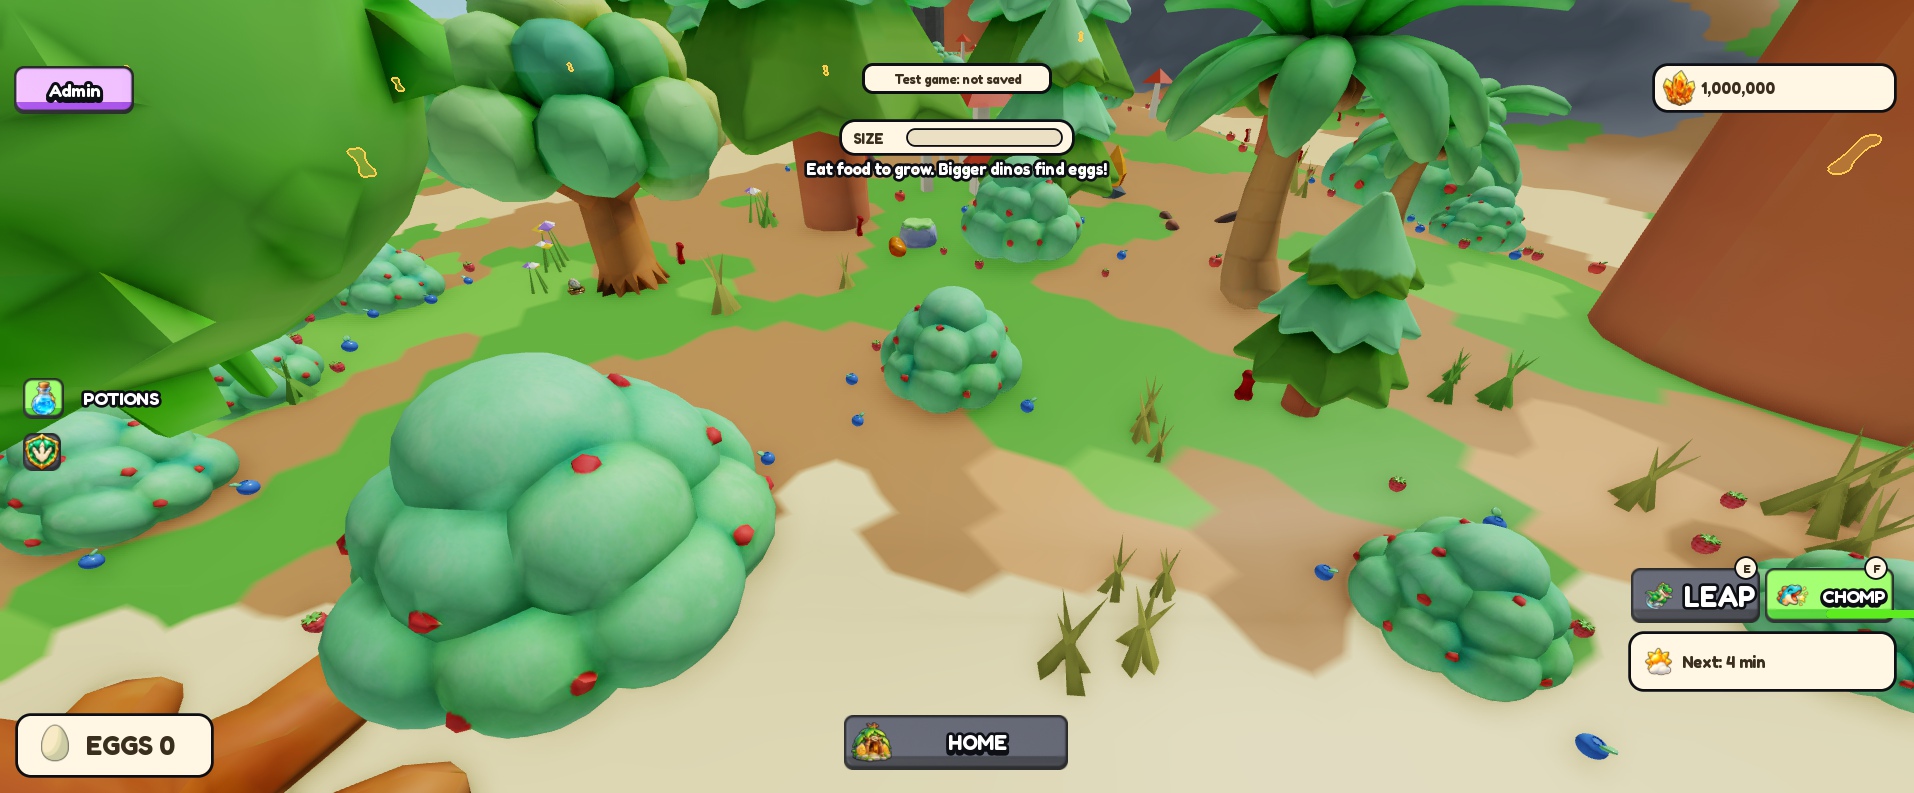 Admin
Test game: not saved
1,000,000
SIZE
Eat food to grow. Bigger dinos find eggs!
POTIONS
E
LEAP
F
CHOMP
Next: 4 min
EGGS 0
HOME